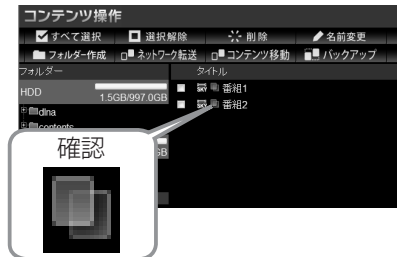 コンテンツ操作
すべて選択 選択解除 削除 名前変更
フォルダー作成 ネットワーク転送 コンテンツ移動 バックアップ
フォルダー タイトル
HDD
1.5GB/997.0GB
番組1
dlna
番組2
contents
確認
GB